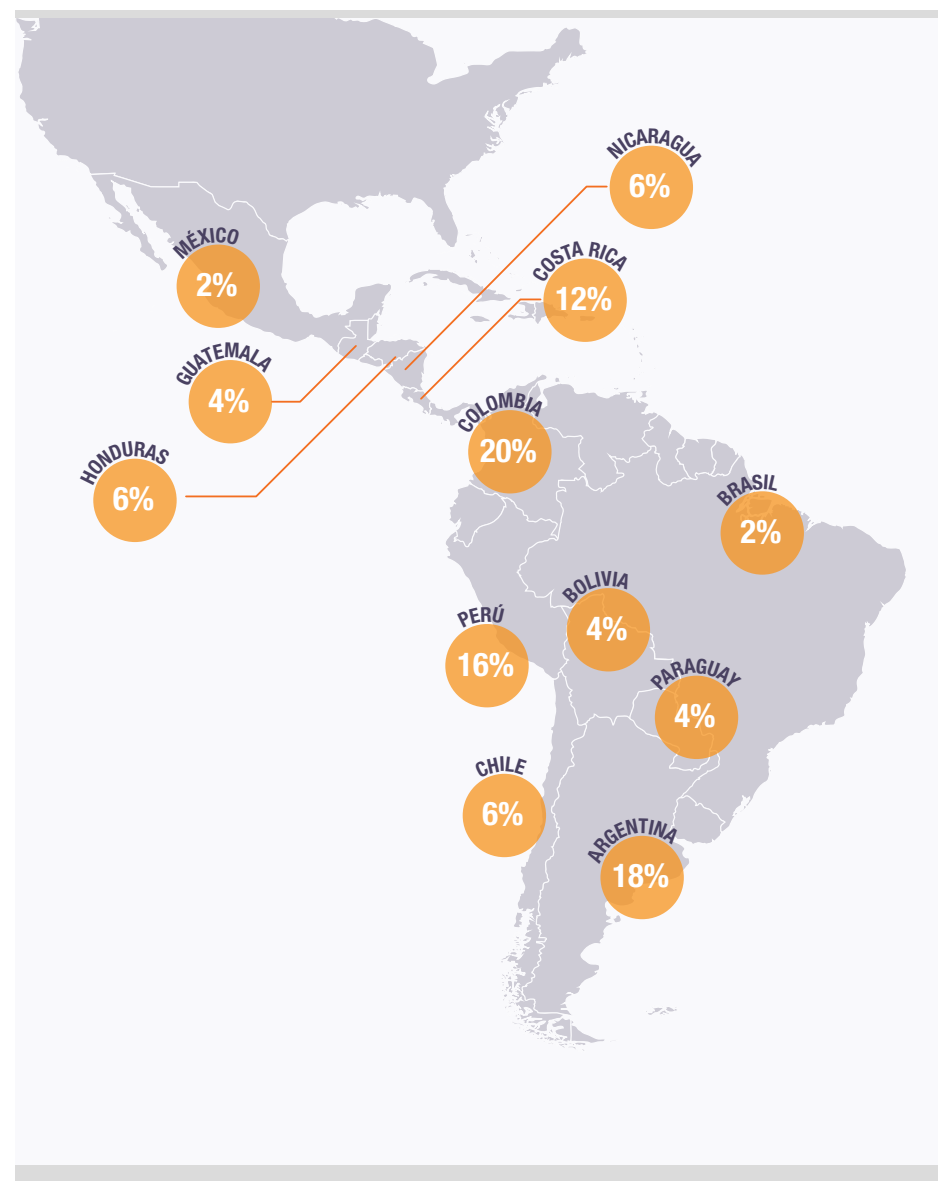 NICARAGUA
6%
MÉXICO
2%
COSTA RICA
12%
GUATEMALA
4%
COLOMBIA
20%
HONDURAS
6%
BRASIL
2%
BOLIVIA
4%
PERÚ
16%
PARAGUAY
4%
CHILE
6%
ARGENTINA
18%